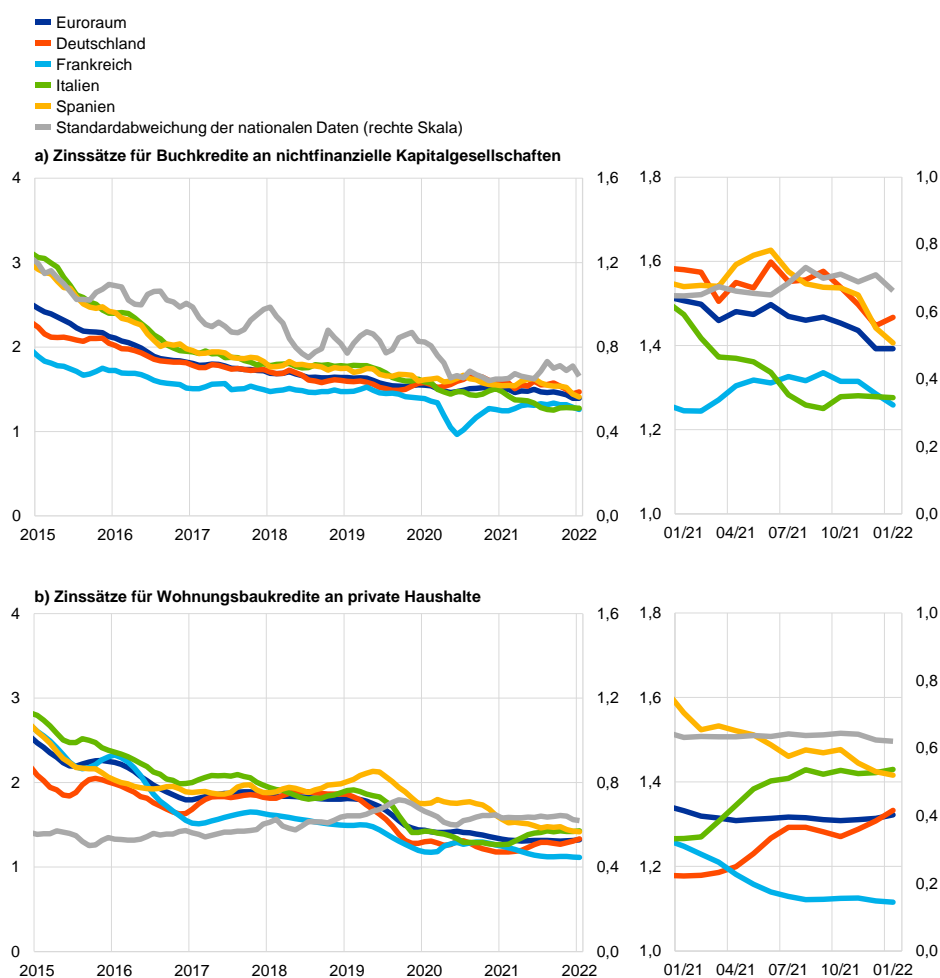 Euroraum
Deutschland
Frankreich
Italien
Spanien
Standardabweichung der nationalen Daten (rechte Skala)
a) Zinssätze für Buchkredite an nichtfinanzielle Kapitalgesellschaften
4 1,6 1,8 1,0
3 1,2 1,6 0,8
2 0,8 1,4 0,6
1 0,4 1,2 0,4
0,2
0 0,0 1,0 0,0
2015 2016 2017 2018 2019 2020 2021 2022 01/21 04/21 07/21 10/21 01/22
b) Zinssätze für Wohnungsbaukredite an private Haushalte
4 1,6 1,8 1,0
3 1,2 1,6 0,8
2 0,8 1,4 0,6
1 0,4 1,2 0,4
0,2
0 0,0 1,0 0,0
2015 2016 2017 2018 2019 2020 2021 2022 01/21 04/21 07/21 10/21 01/22